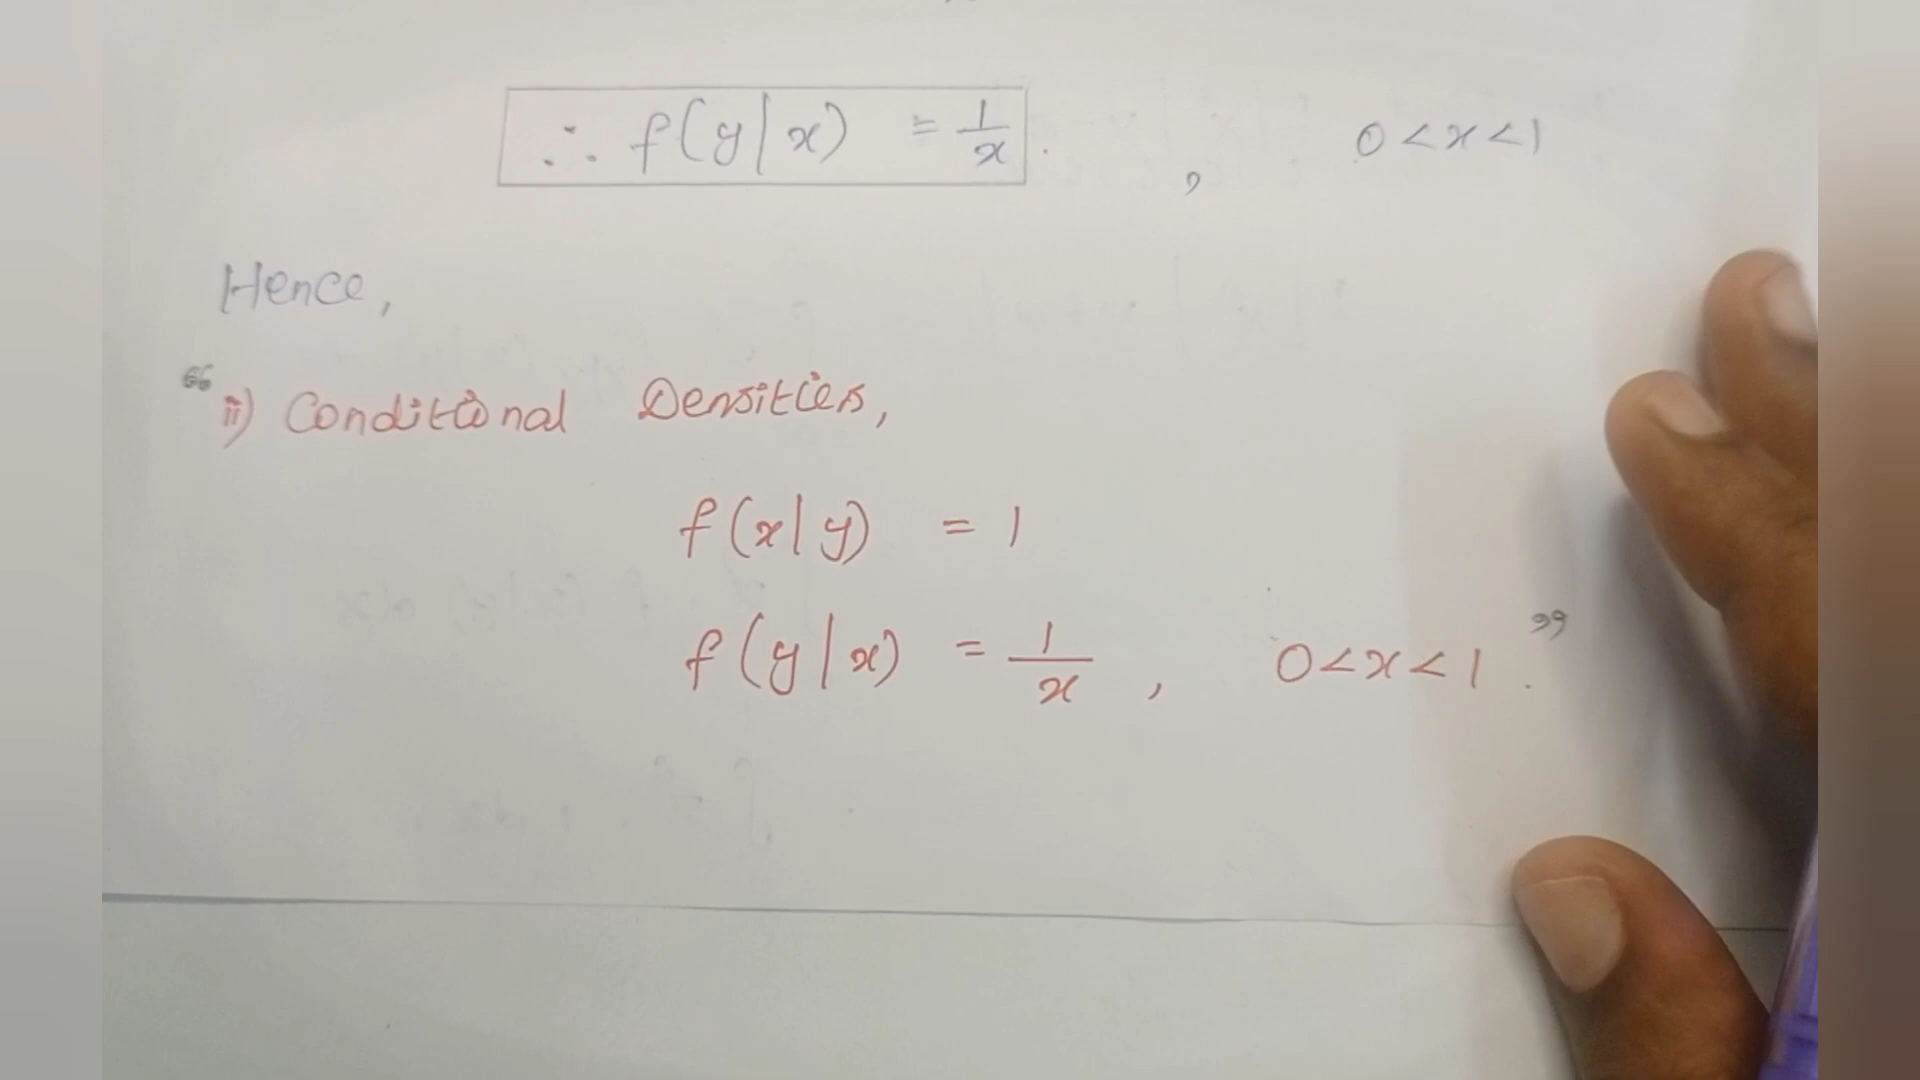 ∴ f(y|x) = 1/x . , 0<x<1
Hence,
“ ii) Conditional Densities,
f(x|y) = 1
f(y|x) = 1/x , 0<x<1 . ”